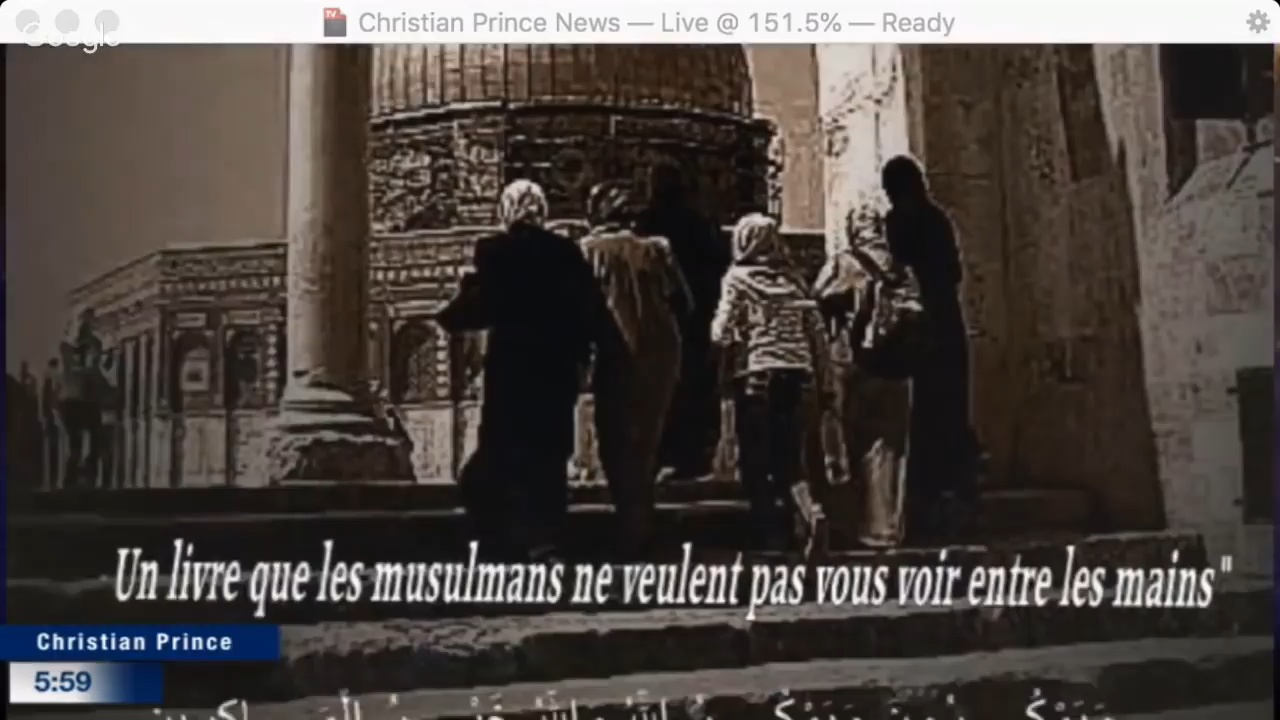 Christian Prince News — Live @ 151.5% — Ready
Google
Un livre que les musulmans ne veulent pas vous voir entre les mains"
Christian Prince
5:59